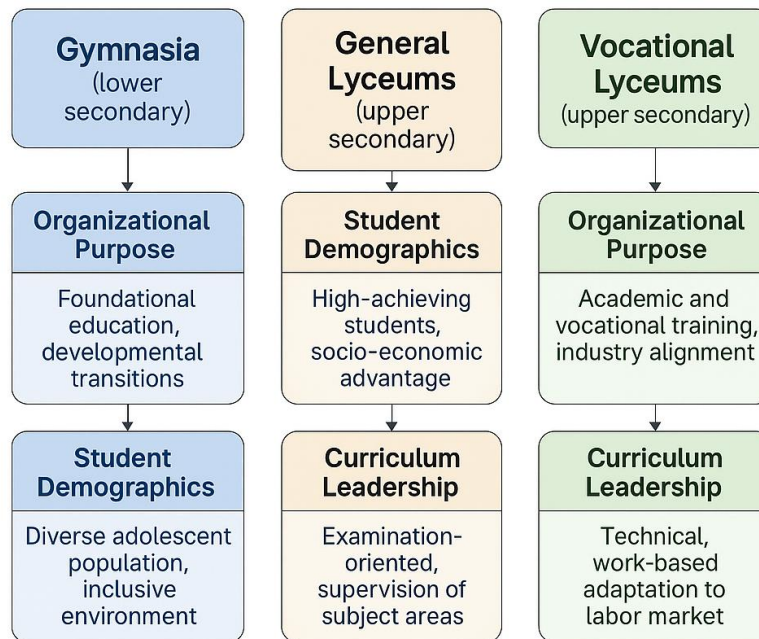 Gymnasia
(lower
secondary)
Organizational
Purpose
Foundational
education,
developmental
transitions
Student
Demographics
Diverse adolescent
population,
inclusive
environment
General
Lyceums
(upper
secondary)
Student
Demographics
High-achieving
students,
socio-economic
advantage
Curriculum
Leadership
Examination-
oriented,
supervision of
subject areas
Vocational
Lyceums
(upper secondary)
Organizational
Purpose
Academic and
vocational training,
industry alignment
Curriculum
Leadership
Technical,
work-based
adaptation to
labor market